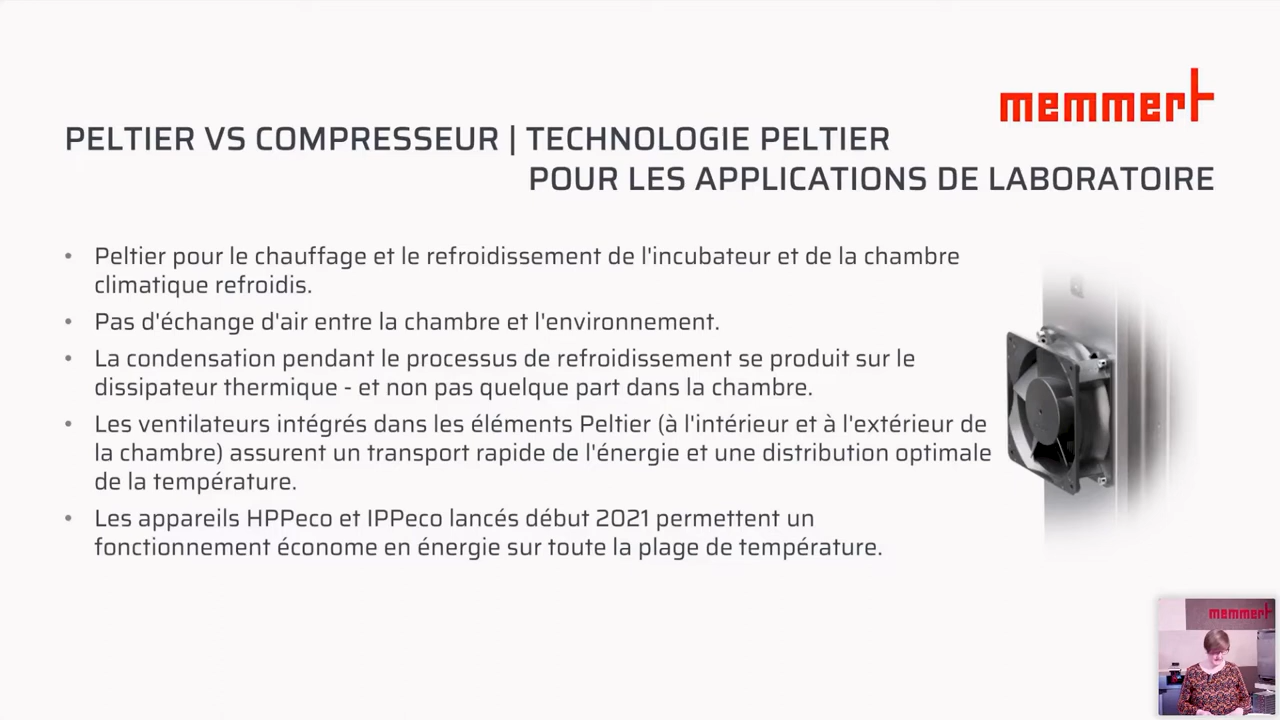 memmert
PELTIER VS COMPRESSEUR | TECHNOLOGIE PELTIER
POUR LES APPLICATIONS DE LABORATOIRE
• Peltier pour le chauffage et le refroidissement de l'incubateur et de la chambre
climatique refroidis.
• Pas d'échange d'air entre la chambre et l'environnement.
• La condensation pendant le processus de refroidissement se produit sur le
dissipateur thermique - et non pas quelque part dans la chambre.
• Les ventilateurs intégrés dans les éléments Peltier (à l'intérieur et à l'extérieur de
la chambre) assurent un transport rapide de l'énergie et une distribution optimale
de la température.
• Les appareils HPPeco et IPPeco lancés début 2021 permettent un
fonctionnement économe en énergie sur toute la plage de température.
memmert